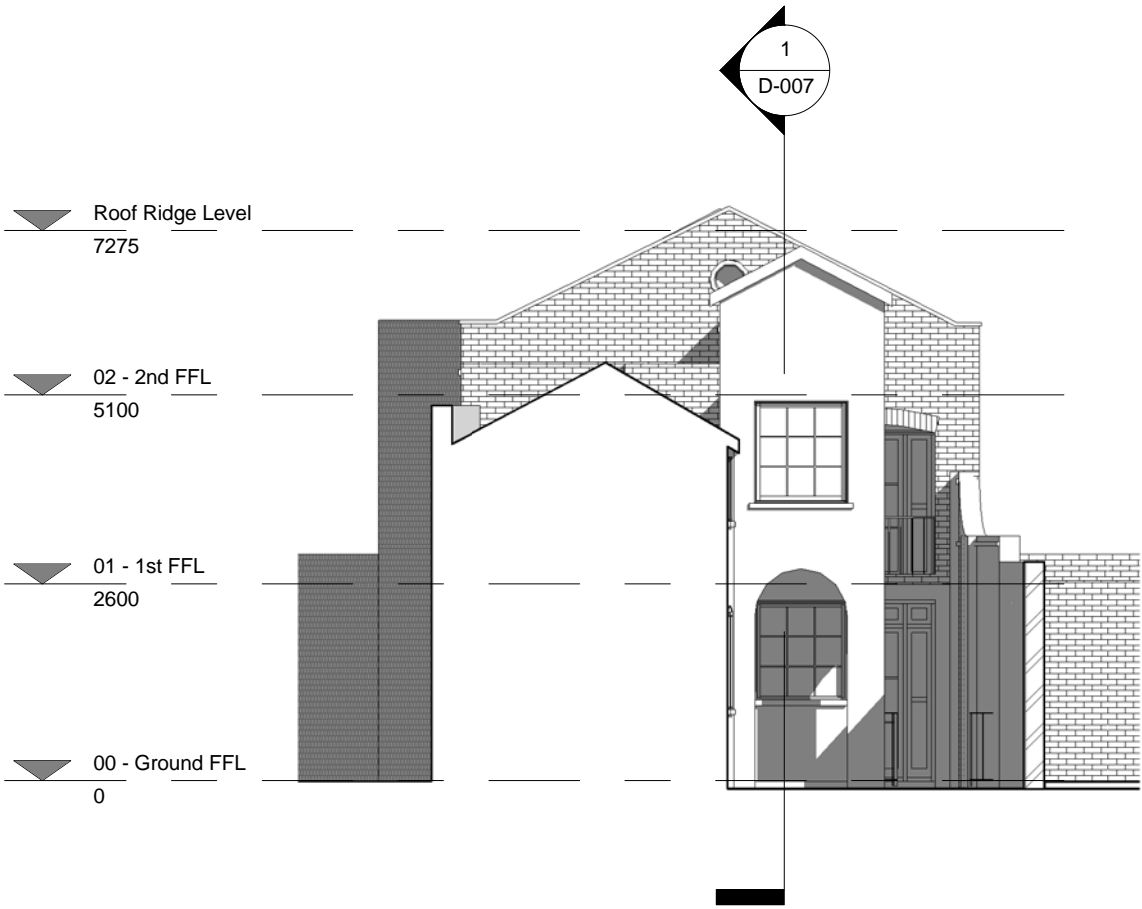 1
D-007
Roof Ridge Level
7275
02 - 2nd FFL
5100
01 - 1st FFL
2600
00 - Ground FFL
0